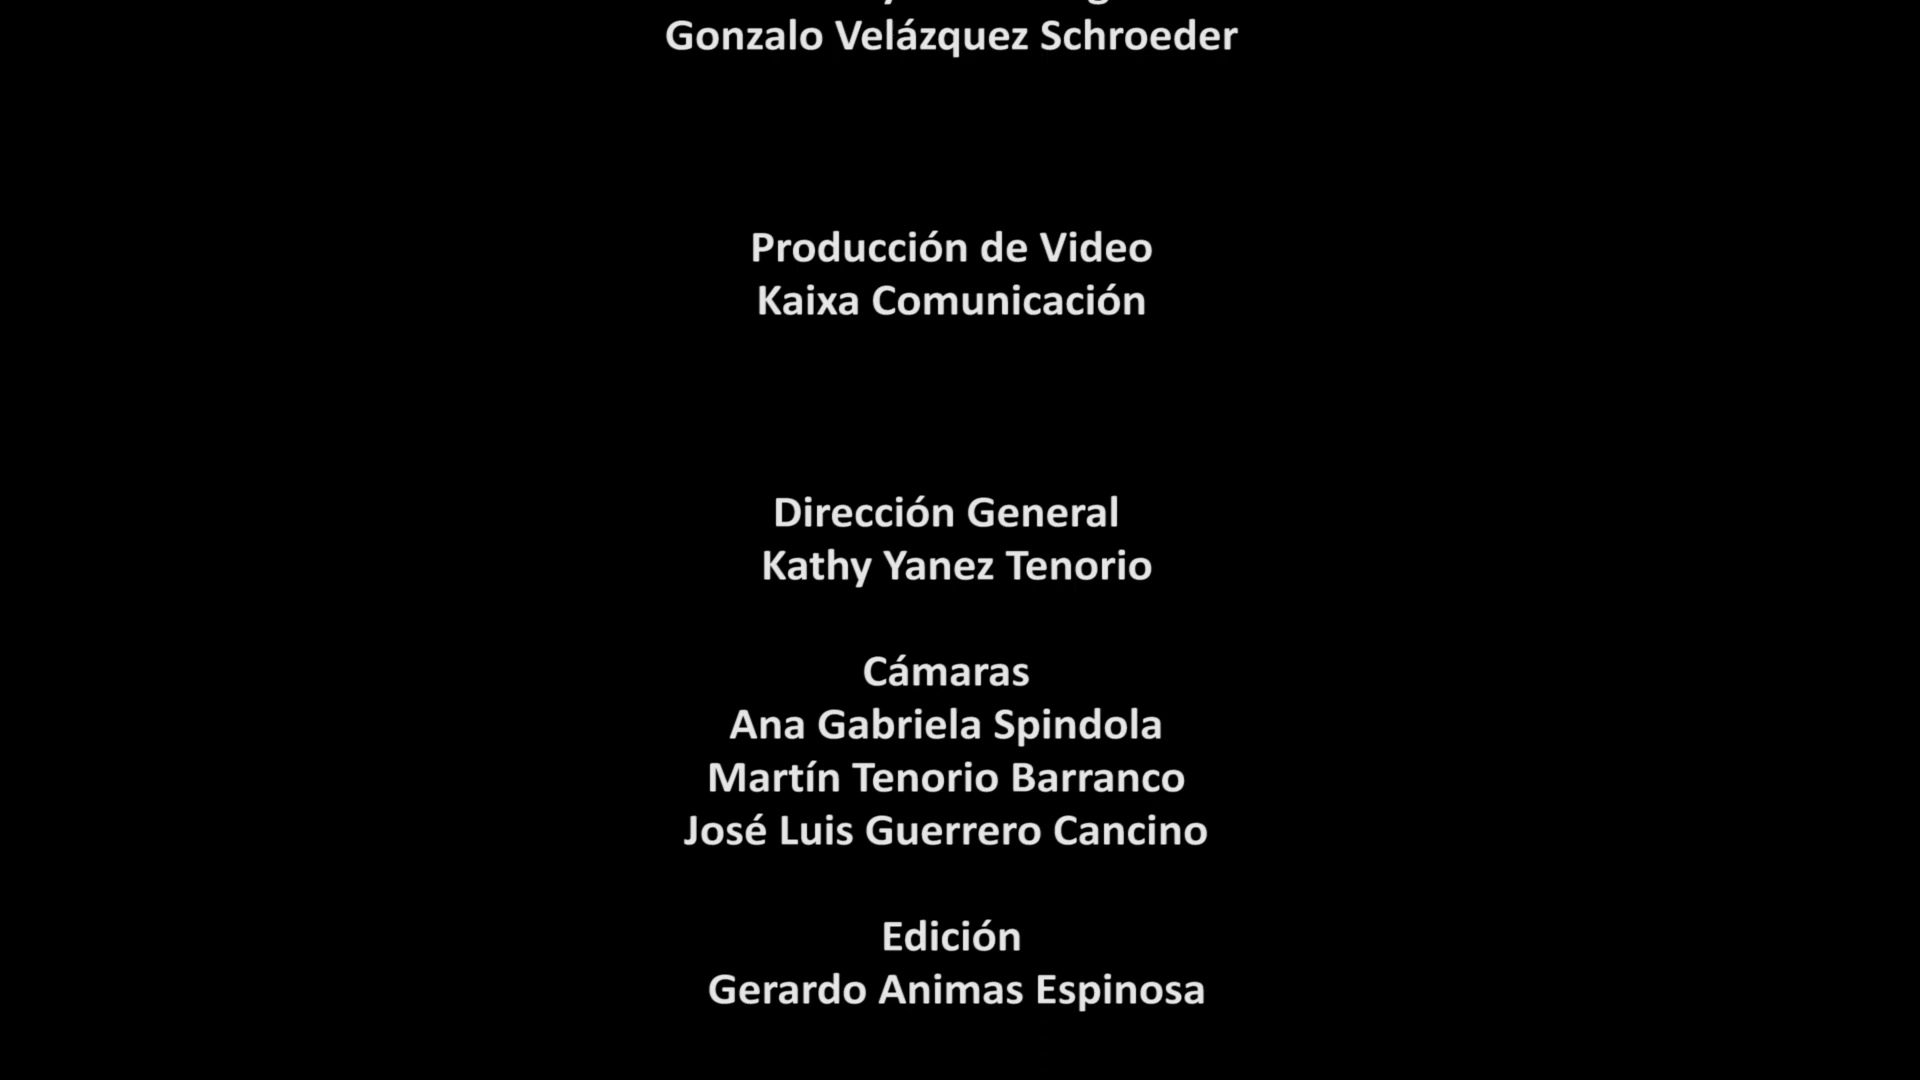 Gonzalo Velázquez Schroeder
Producción de Video
Kaixa Comunicación
Dirección General
Kathy Yanez Tenorio
Cámaras
Ana Gabriela Spindola
Martín Tenorio Barranco
José Luis Guerrero Cancino
Edición
Gerardo Animas Espinosa